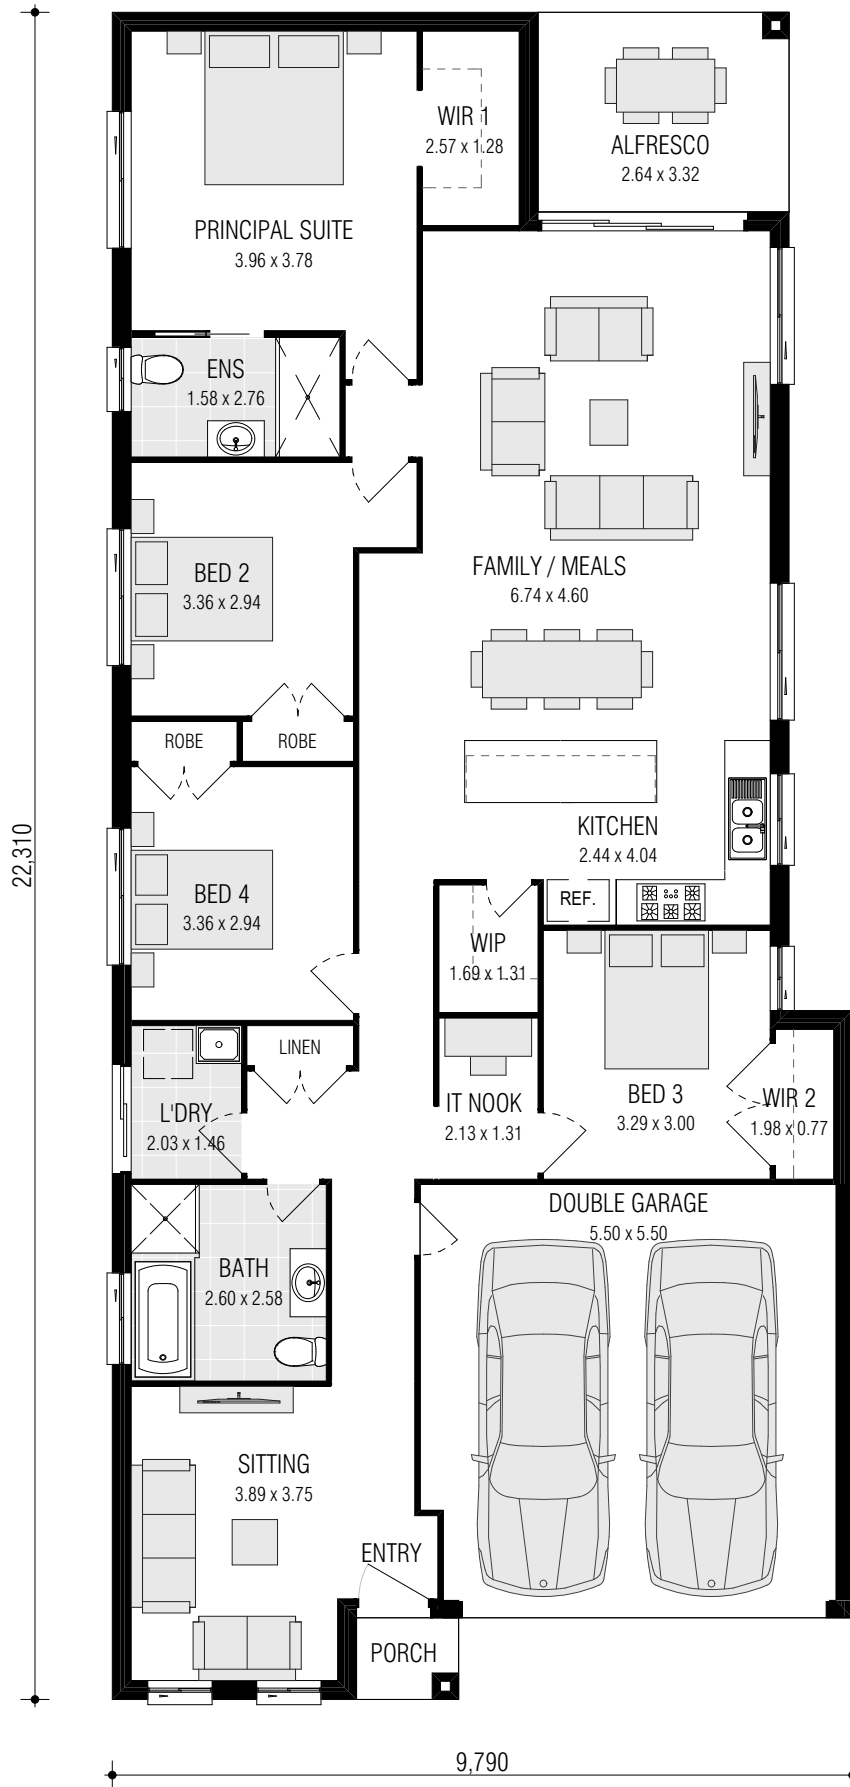 WIR 1
2.57 x 1.28
ALFRESCO
2.64 x 3.32
PRINCIPAL SUITE
3.96 x 3.78
ENS
1.58 x 2.76
BED 2
3.36 x 2.94
FAMILY / MEALS
6.74 x 4.60
ROBE
ROBE
KITCHEN
2.44 x 4.04
22,310
BED 4
3.36 x 2.94
REF.
WIP
1.69 x 1.31
LINEN
L'DRY
2.03 x 1.46
IT NOOK
2.13 x 1.31
BED 3
3.29 x 3.00
WIR 2
1.98 x 0.77
DOUBLE GARAGE
5.50 x 5.50
BATH
2.60 x 2.58
SITTING
3.89 x 3.75
ENTRY
PORCH
9,790